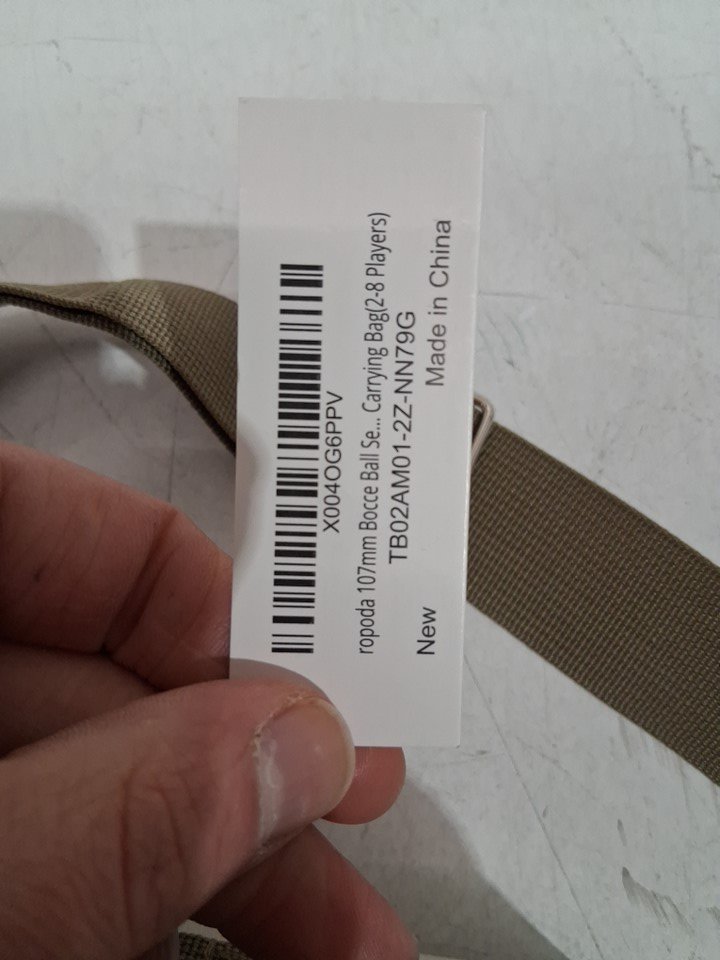 X004OG6PPV
ropoda 107mm Bocce Ball Se... Carrying Bag(2-8 Players)
TB02AM01-2Z-NN79G
New
Made in China